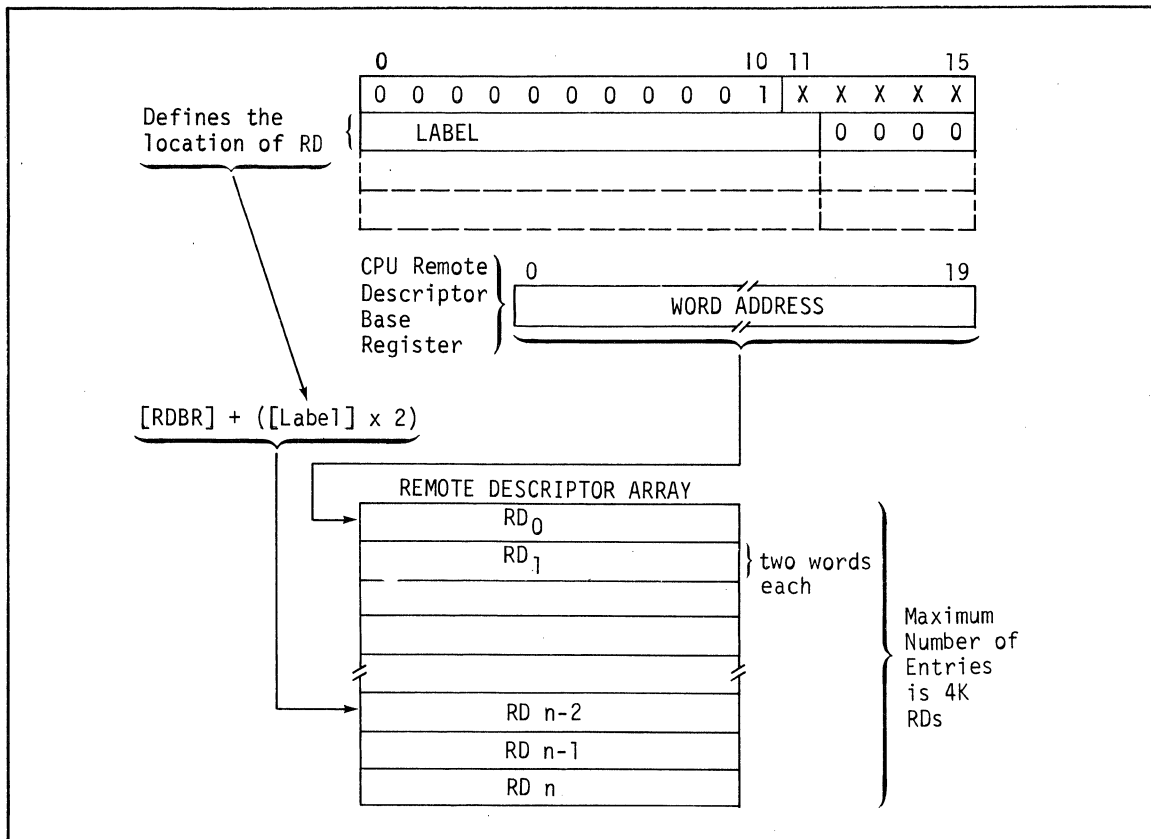 0 10 11 15
0 0 0 0 0 0 0 0 0 0 1 X X X X X
Defines the
location of RD
LABEL 0 0 0 0
CPU Remote
Descriptor
Base
Register
0 19
WORD ADDRESS
[RDBR] + ([Label] x 2)
REMOTE DESCRIPTOR ARRAY
RD0
RD1
two words
each
Maximum
Number of
Entries
is 4K
RDs
RD n-2
RD n-1
RD n